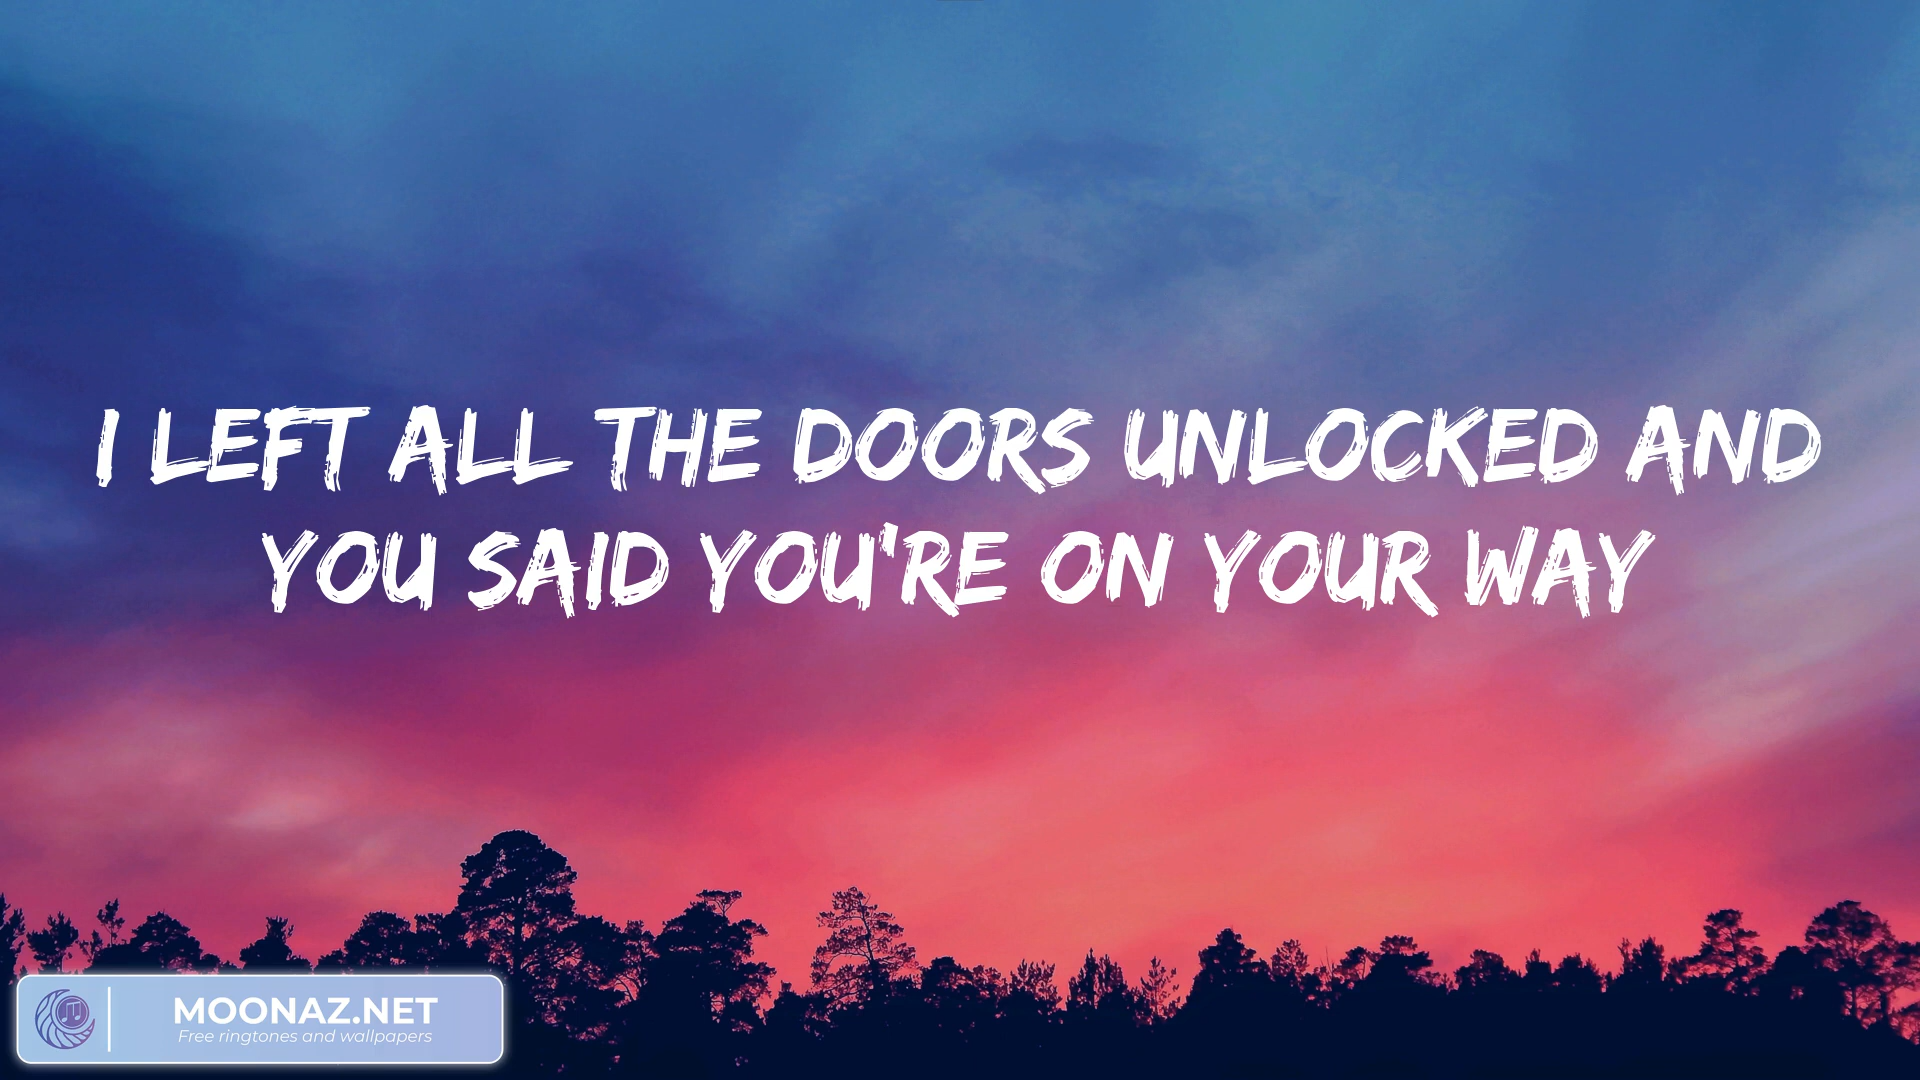 I LEFT ALL THE DOORS UNLOCKED AND
YOU SAID YOU'RE ON YOUR WAY
MOONAZ.NET
Free ringtones and wallpapers